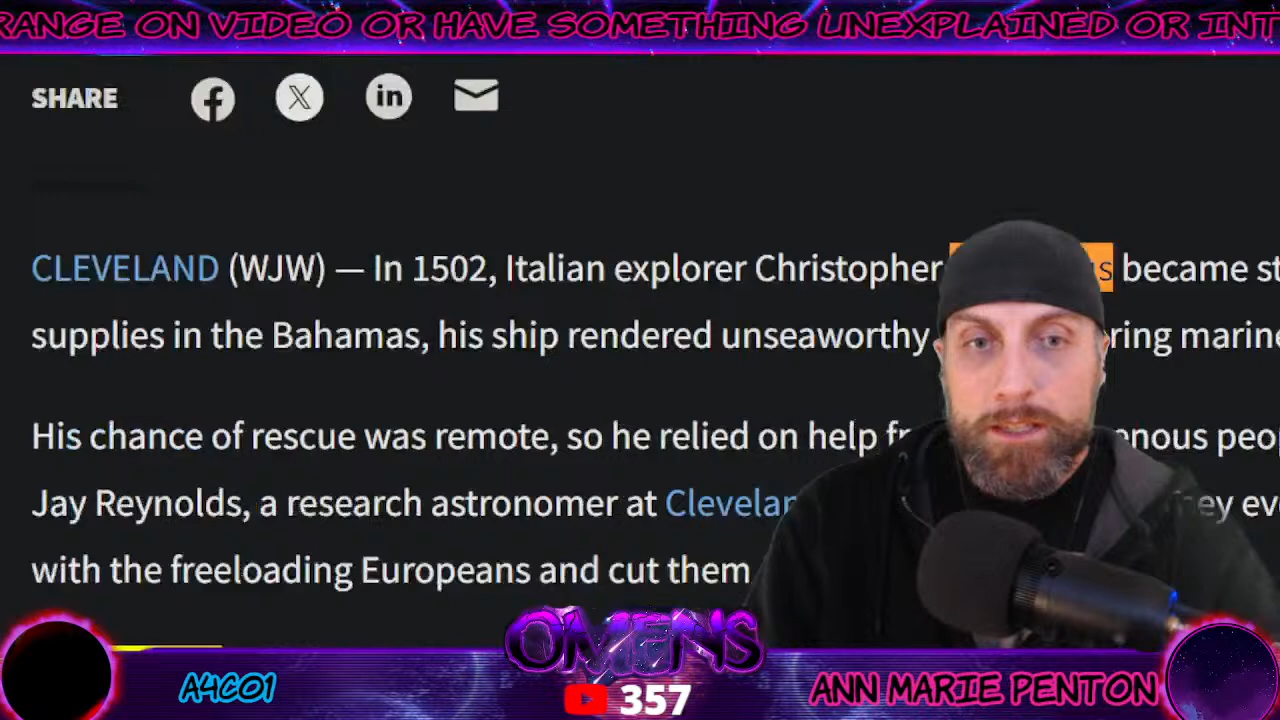 RANGE ON VIDEO OR HAVE SOMETHING UNEXPLAINED OR INT
SHARE
CLEVELAND (WJW) — In 1502, Italian explorer Christopher became st
supplies in the Bahamas, his ship rendered unseaworthy ring marine
His chance of rescue was remote, so he relied on help fr enous peop
Jay Reynolds, a research astronomer at Clevelan ey ev
with the freeloading Europeans and cut them
OMENS
A4C01
357
ANN MARIE PENTON